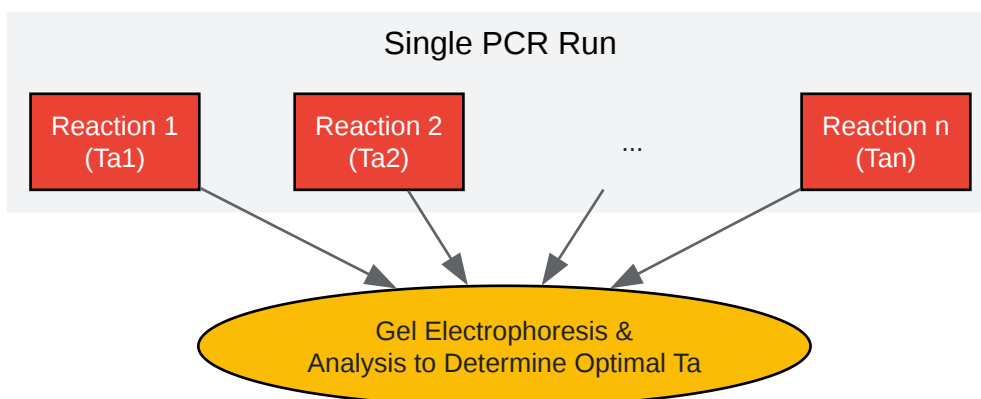 Single PCR Run
Reaction 1
(Ta1)
Reaction 2
(Ta2)
...
Reaction n
(Tan)
Gel Electrophoresis &
Analysis to Determine Optimal Ta